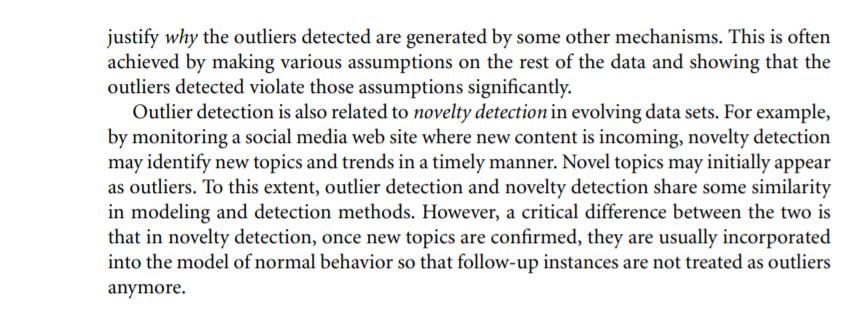 justify why the outliers detected are generated by some other mechanisms. This is often
achieved by making various assumptions on the rest of the data and showing that the
outliers detected violate those assumptions significantly.
Outlier detection is also related to novelty detection in evolving data sets. For example,
by monitoring a social media web site where new content is incoming, novelty detection
may identify new topics and trends in a timely manner. Novel topics may initially appear
as outliers. To this extent, outlier detection and novelty detection share some similarity
in modeling and detection methods. However, a critical difference between the two is
that in novelty detection, once new topics are confirmed, they are usually incorporated
into the model of normal behavior so that follow-up instances are not treated as outliers
anymore.